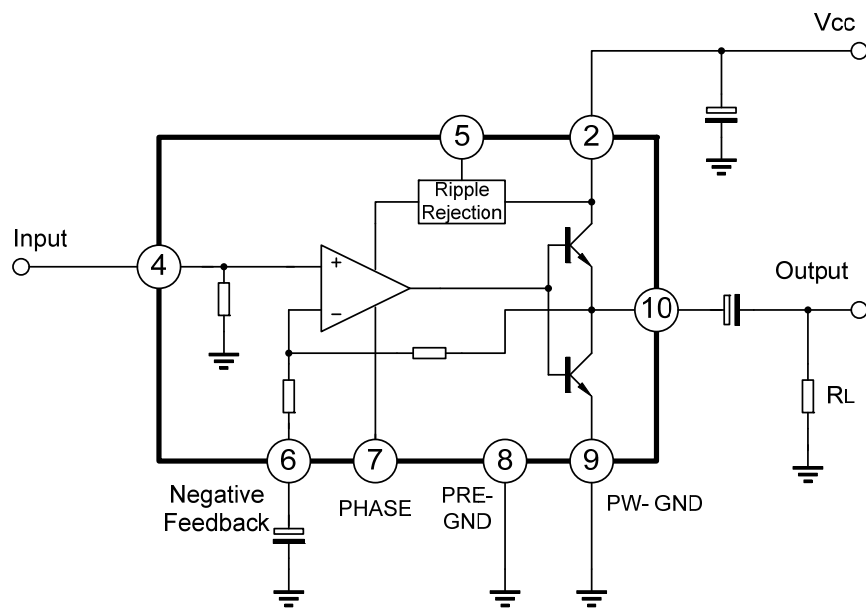 Vcc
5
2
Ripple
Rejection
Input
4
+
−
Output
10
RL
6
7
8
9
Negative
Feedback
PHASE
PRE-
GND
PW- GND